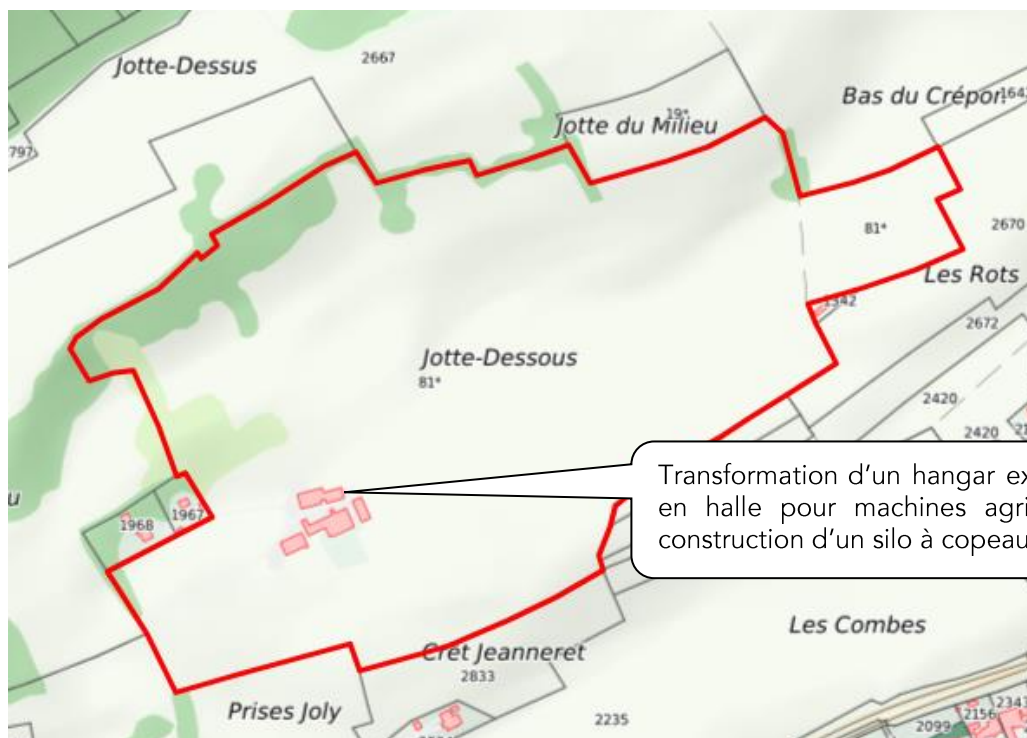 Jotte-Dessus
2667
Bas du Crépon
Jotte du Milieu
19*
797
81*
2670
Les Rots
1342
2672
Jotte-Dessous
81*
2420
2420
Transformation d'un hangar ex
en halle pour machines agri
construction d'un silo à copeau
u
1968
1967
Les Combes
Crêt Jeanneret
2833
Prises Joly
2235
2341
2156
2099